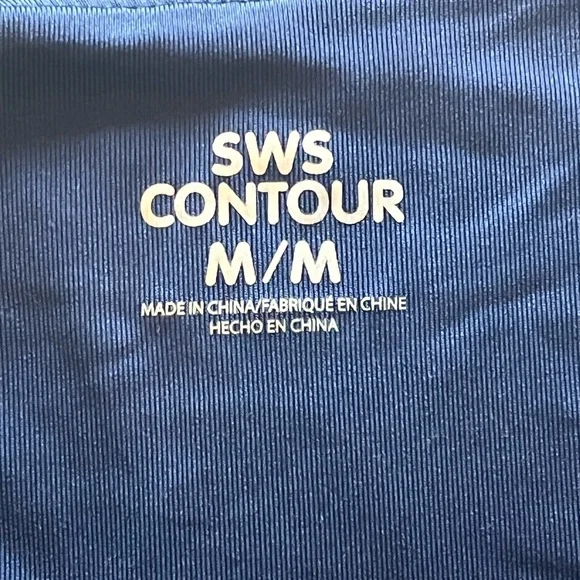 SWS
CONTOUR
M/M
MADE IN CHINA/FABRIQUE EN CHINE
HECHO EN CHINA